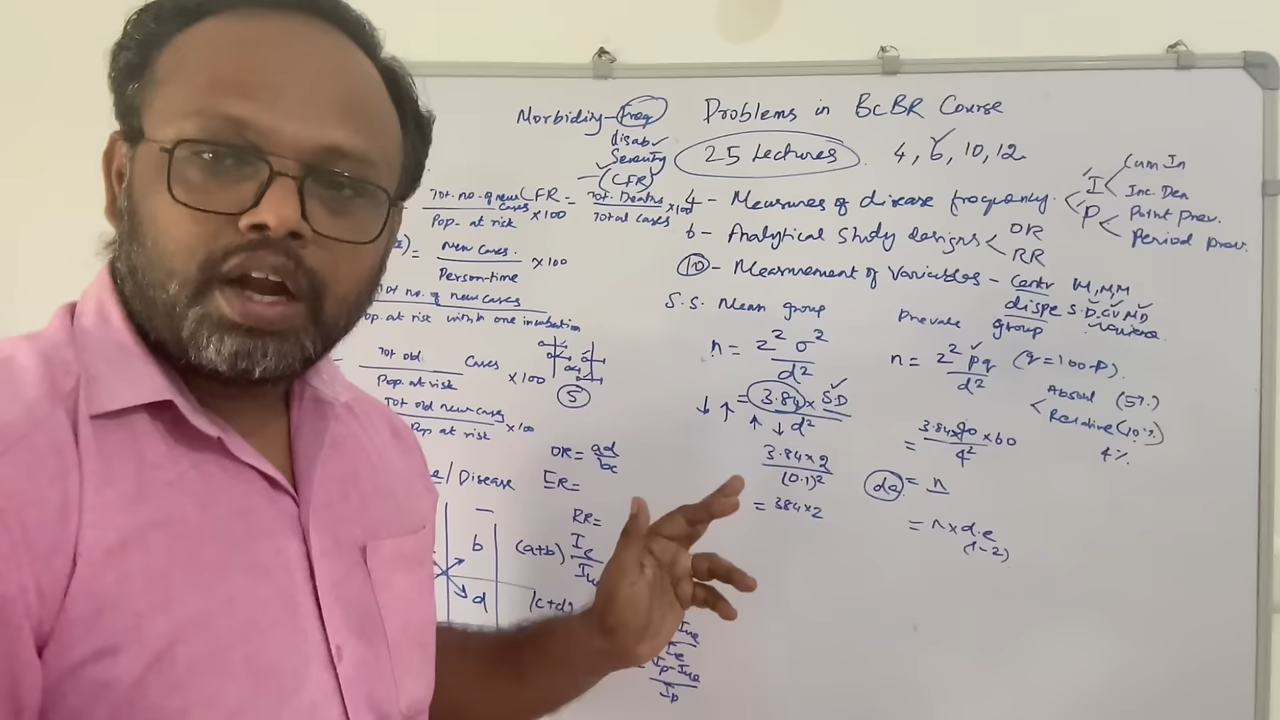 Morbidity-Freq Problems in BCBR Course
disab
Severity
(CFR)
25 Lectures 4, 6, 10, 12
4 - Measures of disease frequency. < I < Cum In
Inc. Den
P < Point Prev.
Period prev.
6 - Analytical Study designs < OR
RR
10 - Measurement of Variables - Centr M,M,M
dispe S.D, CV MD
CFR = Tot. Deaths / Total cases ×100
Tot. no. of new cases / Pop. at risk ×100
= New cases. / Person-time ×100
Tot no. of new cases
Pop. at risk with one incubation
Tot old Cases / Pop. at risk ×100
5
Tot old new cases / Pop at risk ×100
OR = ad/bc
/ Disease ER=
RR=
b (a+b) Ie
d (c+d)
Ip-Iue
Ip
S.S. Mean group
n = z² σ² / d²
= 3.84 × SD / d²
↓ ↑ ↑ ↓
3.84×2 / (0.1)²
= 384×2
Prevale group
n = z² pq / d² (q=100-P).
Absol (5%)
< Relative (10%)
4%
= 3.84×40×60 / 4²
de = n
= n×d.e
(1-2)